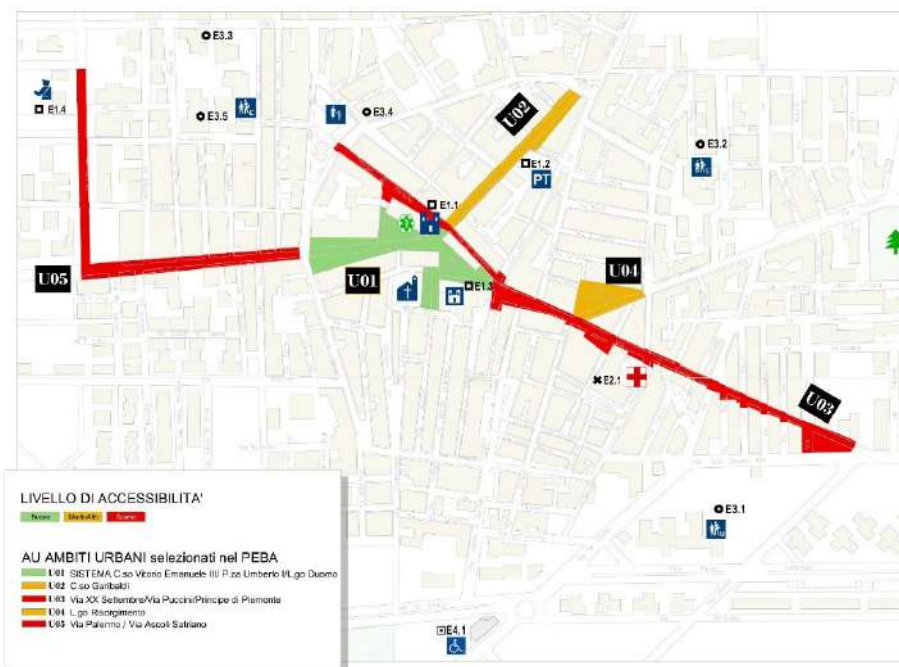 E3.3
E1.4
E3.5
E3.4
U02
E3.2
E1.2
PT
E1.1
U05
U01
E1.3
U04
E2.1
U03
E3.1
E4.1
LIVELLO DI ACCESSIBILITA'
Buono
Scarso
AU AMBITI URBANI selezionati nel PEBA
U01 SISTEMA C.so Vittorio Emanuele III/ P.za Umberto I/L.go Duomo
U02 C.so Garibaldi
U03 Via XX Settembre/Via Puccini/Principe di Piemonte
U04 L.go Risorgimento
U05 Via Palermo / Via Ascoli Satriano